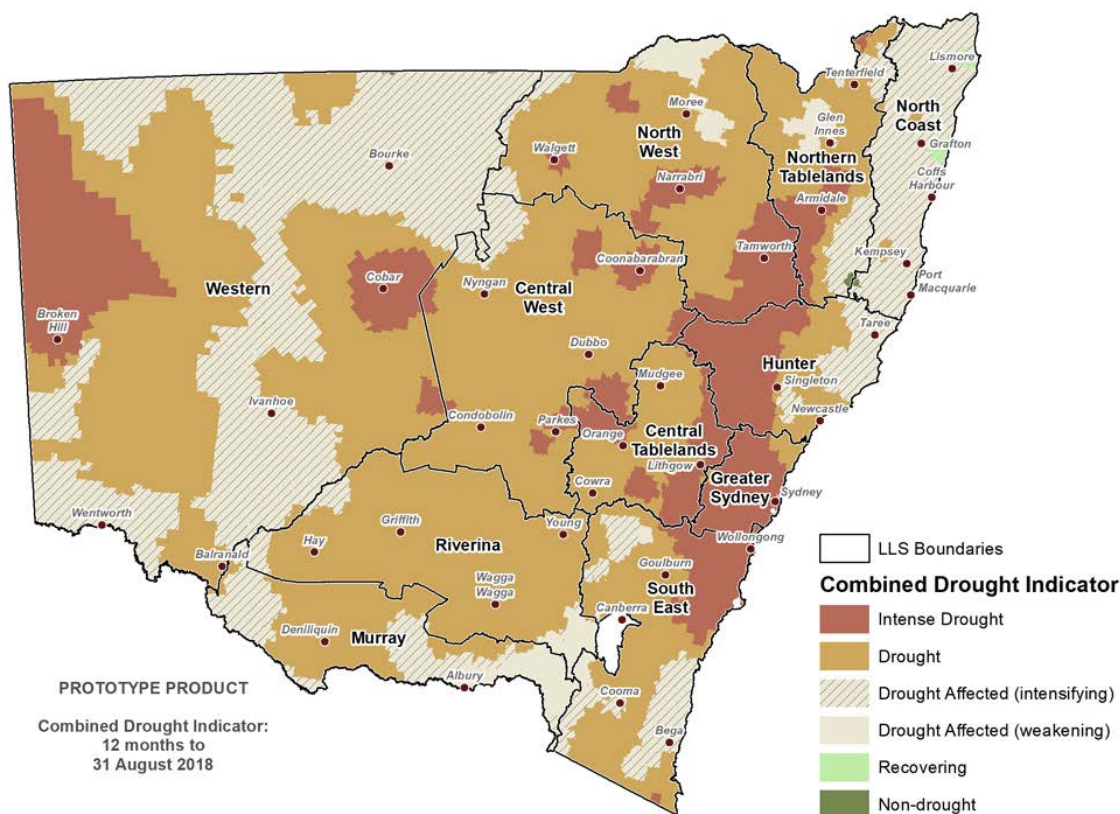 Lismore
Tenterfield
North
Coast
Moree
Glen
Innes
North
West
Grafton
Walgett
Northern
Tablelands
Bourke
Coffs
Harbour
Narrabri
Armidale
Kempsey
Tamworth
Coonabarabran
Port
Macquarie
Cobar
Western
Nyngan
Central
West
Broken
Hill
Taree
Dubbo
Hunter
Mudgee
Singleton
Ivanhoe
Newcastle
Condobolin
Parkes
Orange
Central
Tablelands
Lithgow
Greater
Sydney
Cowra
Sydney
Wentworth
Griffith
Young
Wollongong
Hay
Riverina
Balranald
Goulburn
South
East
Wagga
Wagga
Canberra
Deniliquin
Murray
Albury
Cooma
Bega
PROTOTYPE PRODUCT
Combined Drought Indicator:
12 months to
31 August 2018
LLS Boundaries
Combined Drought Indicator
Intense Drought
Drought
Drought Affected (intensifying)
Drought Affected (weakening)
Recovering
Non-drought